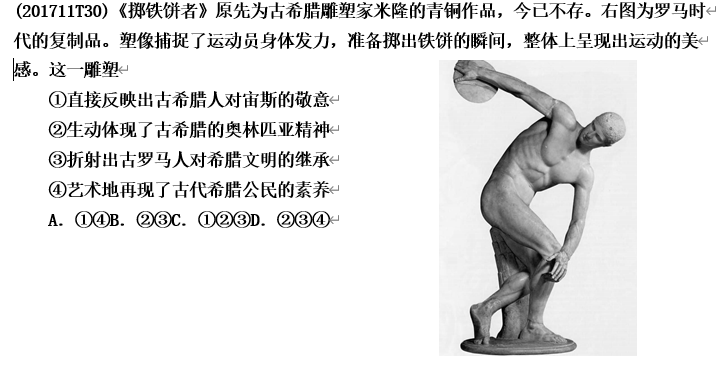 (201711T30)《掷铁饼者》原先为古希腊雕塑家米隆的青铜作品，今已不存。右图为罗马时
代的复制品。塑像捕捉了运动员身体发力，准备掷出铁饼的瞬间，整体上呈现出运动的美
感。这一雕塑
①直接反映出古希腊人对宙斯的敬意
②生动体现了古希腊的奥林匹亚精神
③折射出古罗马人对希腊文明的继承
④艺术地再现了古代希腊公民的素养
A．①④B．②③C．①②③D．②③④